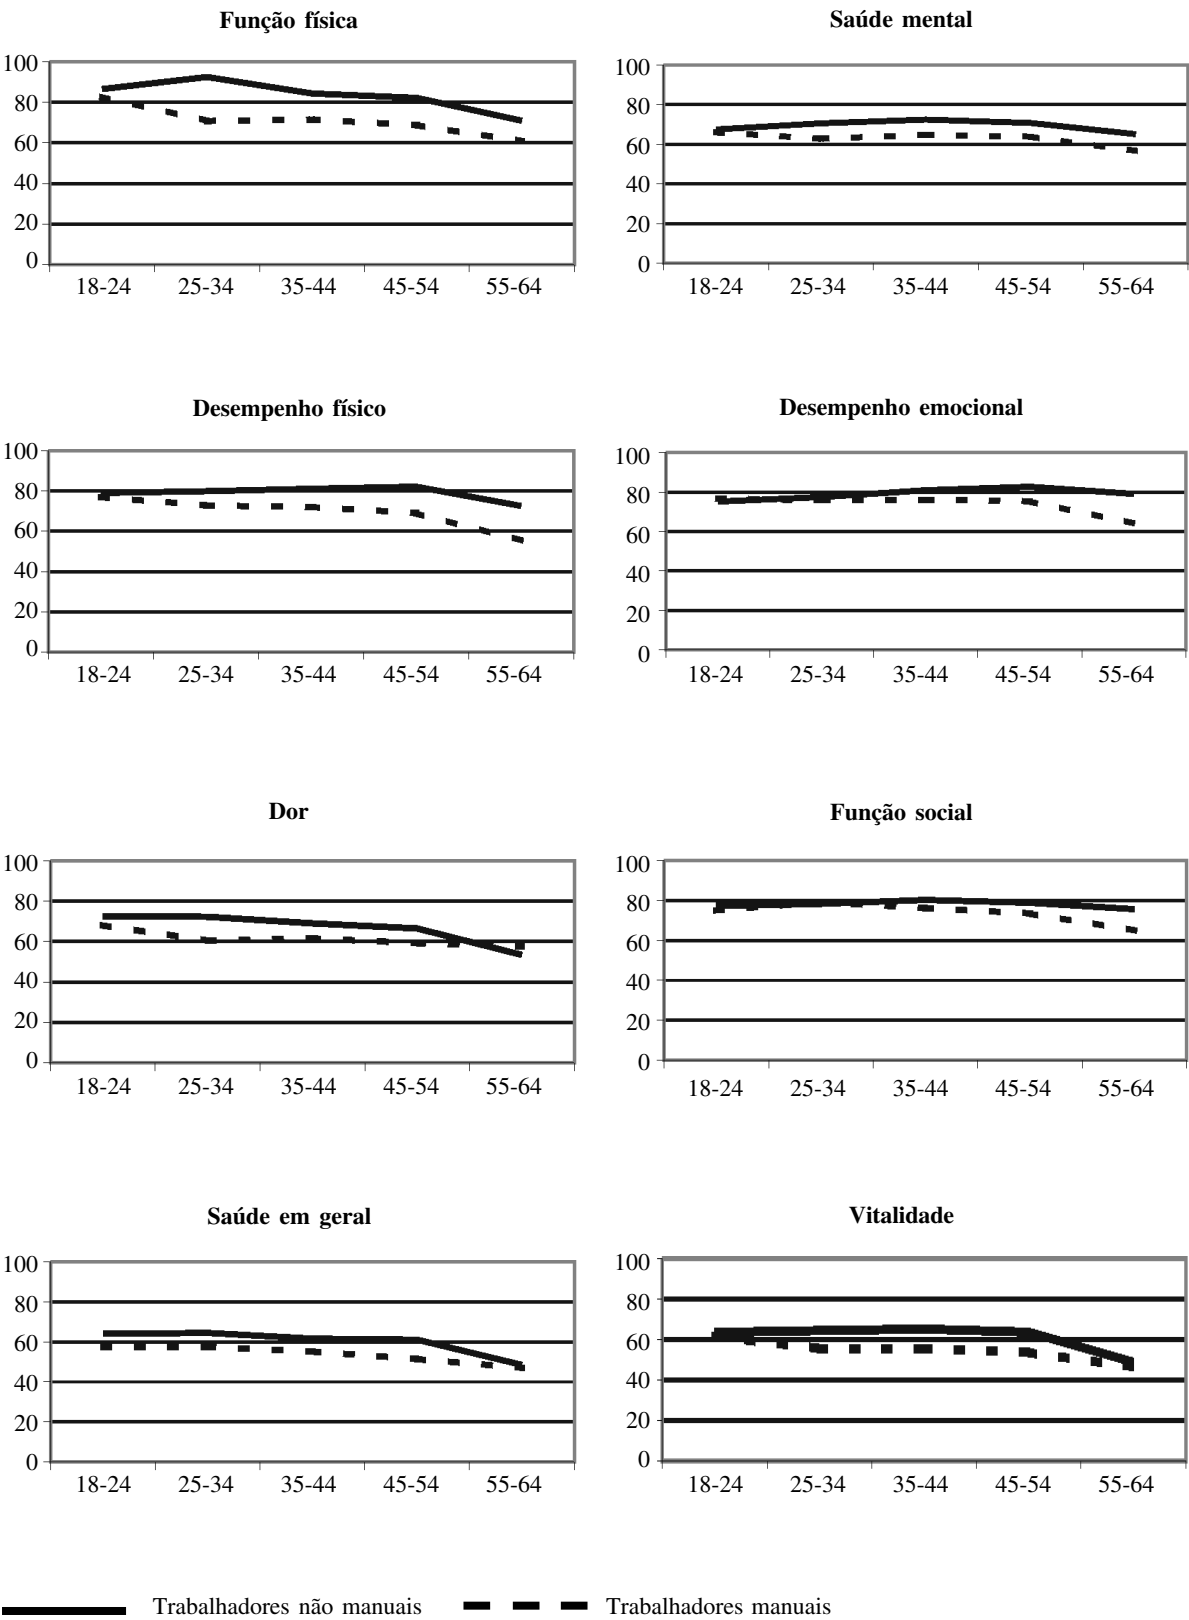 Função física
100
80
60
40
20
0
18-24 25-34 35-44 45-54 55-64
Saúde mental
100
80
60
40
20
0
18-24 25-34 35-44 45-54 55-64
Desempenho físico
100
80
60
40
20
0
18-24 25-34 35-44 45-54 55-64
Desempenho emocional
100
80
60
40
20
0
18-24 25-34 35-44 45-54 55-64
Dor
100
80
60
40
20
0
18-24 25-34 35-44 45-54 55-64
Função social
100
80
60
40
20
0
18-24 25-34 35-44 45-54 55-64
Saúde em geral
100
80
60
40
20
0
18-24 25-34 35-44 45-54 55-64
Vitalidade
100
80
60
40
20
0
18-24 25-34 35-44 45-54 55-64
Trabalhadores não manuais Trabalhadores manuais